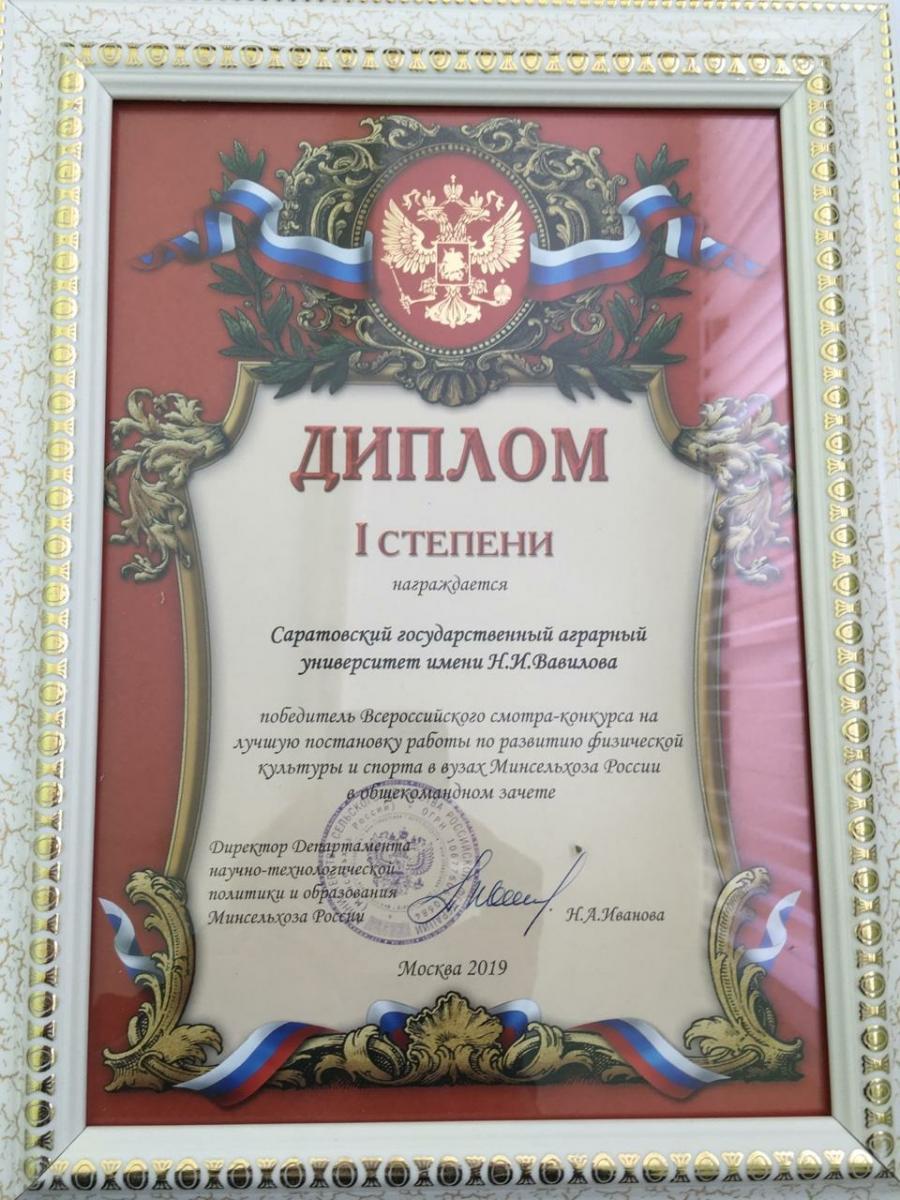 ДИПЛОМ
I СТЕПЕНИ
награждается
Саратовский государственный аграрный
университет имени Н.И.Вавилова
победитель Всероссийского смотра-конкурса на
лучшую постановку работы по развитию физической
культуры и спорта в вузах Минсельхоза России
в общекомандном зачете
Директор Департамента
научно-технологической
политики и образования
Минсельхоза России
Н.А.Иванова
Москва 2019